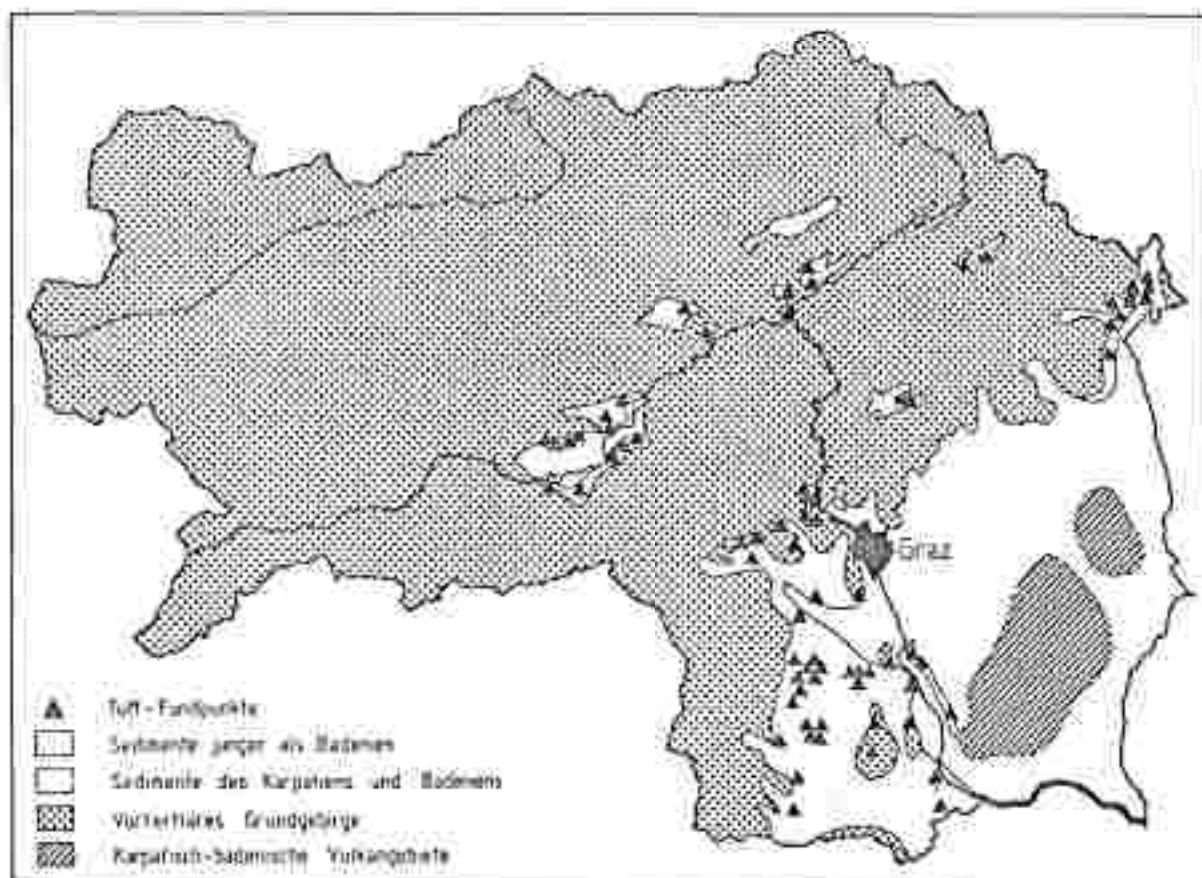 Graz
Tuff-Fundpunkte
Sedimente jünger als Badenien
Sedimente des Karpatiens und Badeniens
Vortertiäres Grundgebirge
Karpatisch-badenische Vulkangebiete